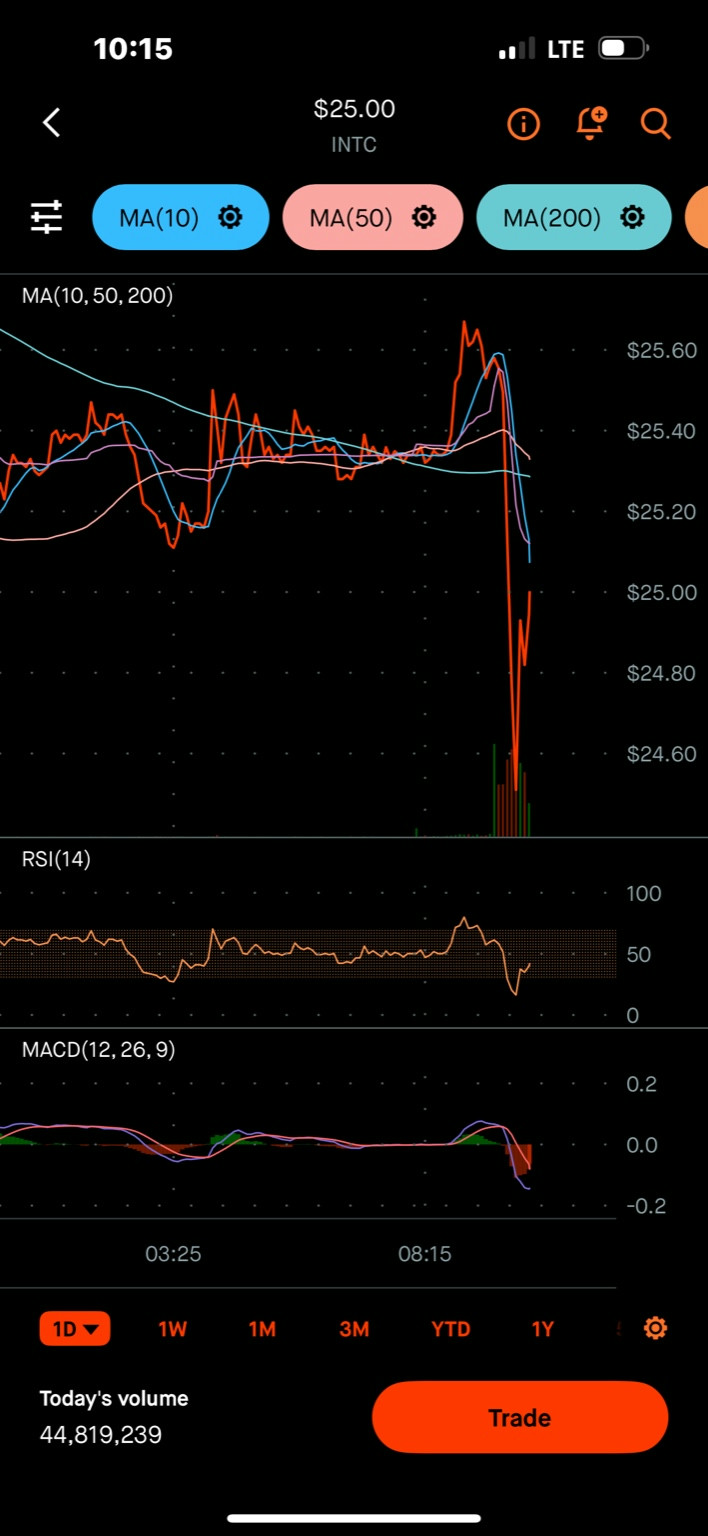 10:15
LTE
$25.00
INTC
MA(10)
MA(50)
MA(200)
MA(10,50,200)
$25.60
$25.40
$25.20
$25.00
$24.80
$24.60
RSI(14)
100
50
0
MACD(12,26,9)
0.2
0.0
-0.2
03:25
08:15
1D
1W
1M
3M
YTD
1Y
Today's volume
44,819,239
Trade